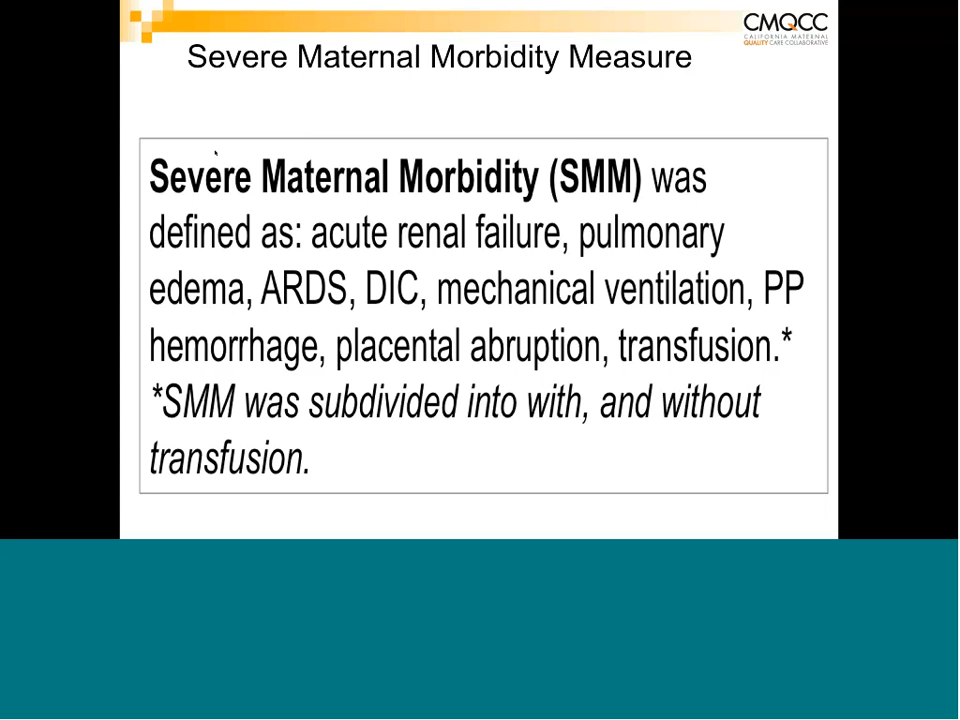 CMQCC
CALIFORNIA MATERNAL
QUALITY CARE COLLABORATIVE
Severe Maternal Morbidity Measure
Severe Maternal Morbidity (SMM) was
defined as: acute renal failure, pulmonary
edema, ARDS, DIC, mechanical ventilation, PP
hemorrhage, placental abruption, transfusion.*
*SMM was subdivided into with, and without
transfusion.